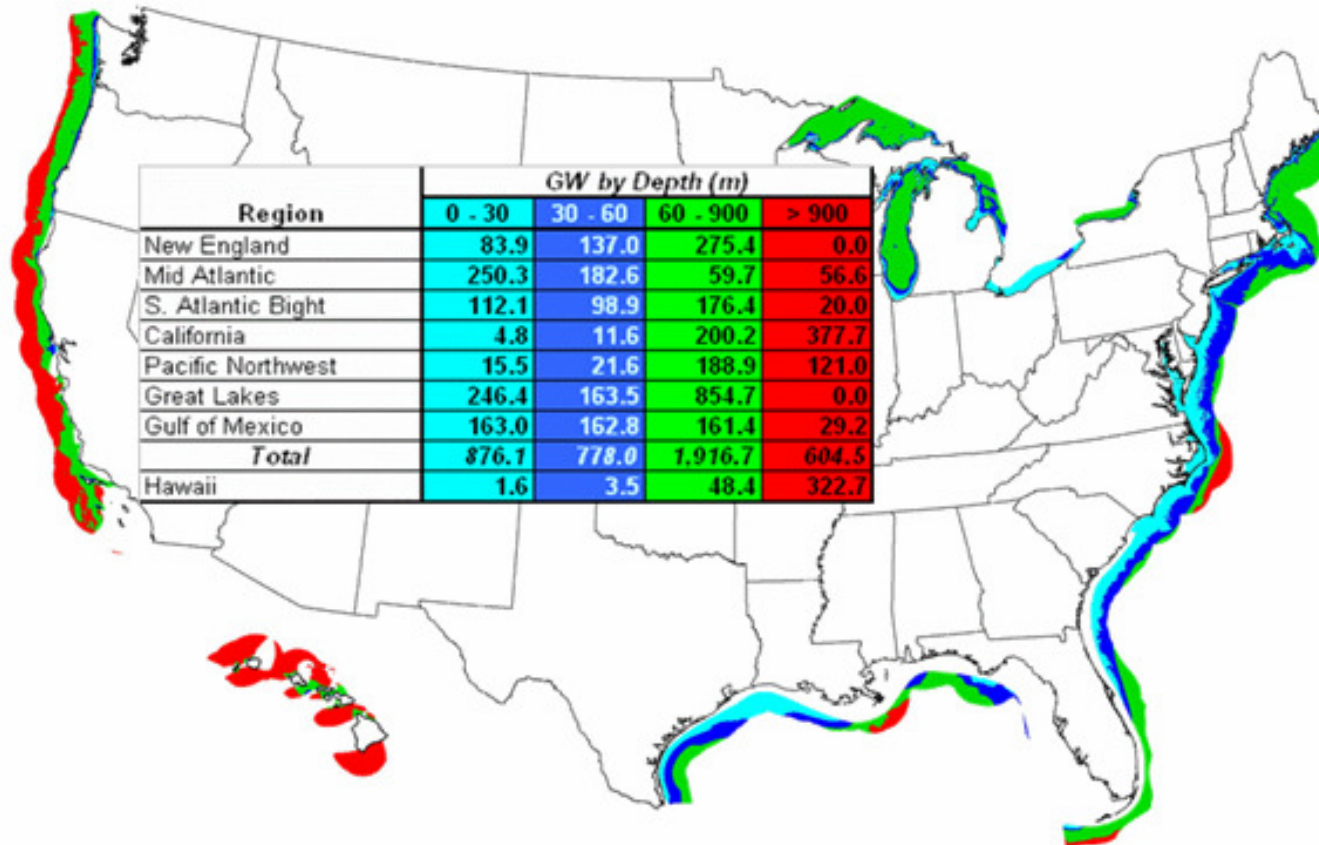 GW by Depth (m)
Region 0 - 30 30 - 60 60 - 900 > 900
New England 83.9 137.0 275.4 0.0
Mid Atlantic 250.3 182.6 59.7 56.6
S. Atlantic Bight 112.1 98.9 176.4 20.0
California 4.8 11.6 200.2 377.7
Pacific Northwest 15.5 21.6 188.9 121.0
Great Lakes 246.4 163.5 854.7 0.0
Gulf of Mexico 163.0 162.8 161.4 29.2
Total 876.1 778.0 1,916.7 604.5
Hawaii 1.6 3.5 48.4 322.7